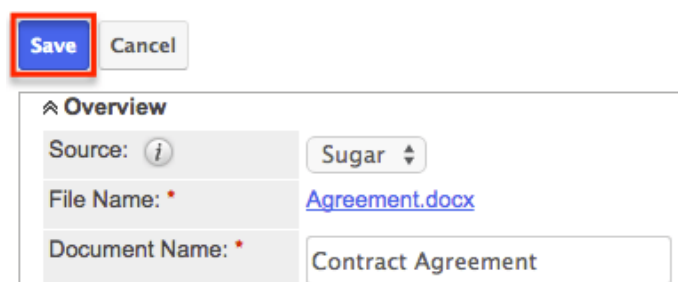 Save Cancel
Overview
Source: i Sugar
File Name: * Agreement.docx
Document Name: * Contract Agreement